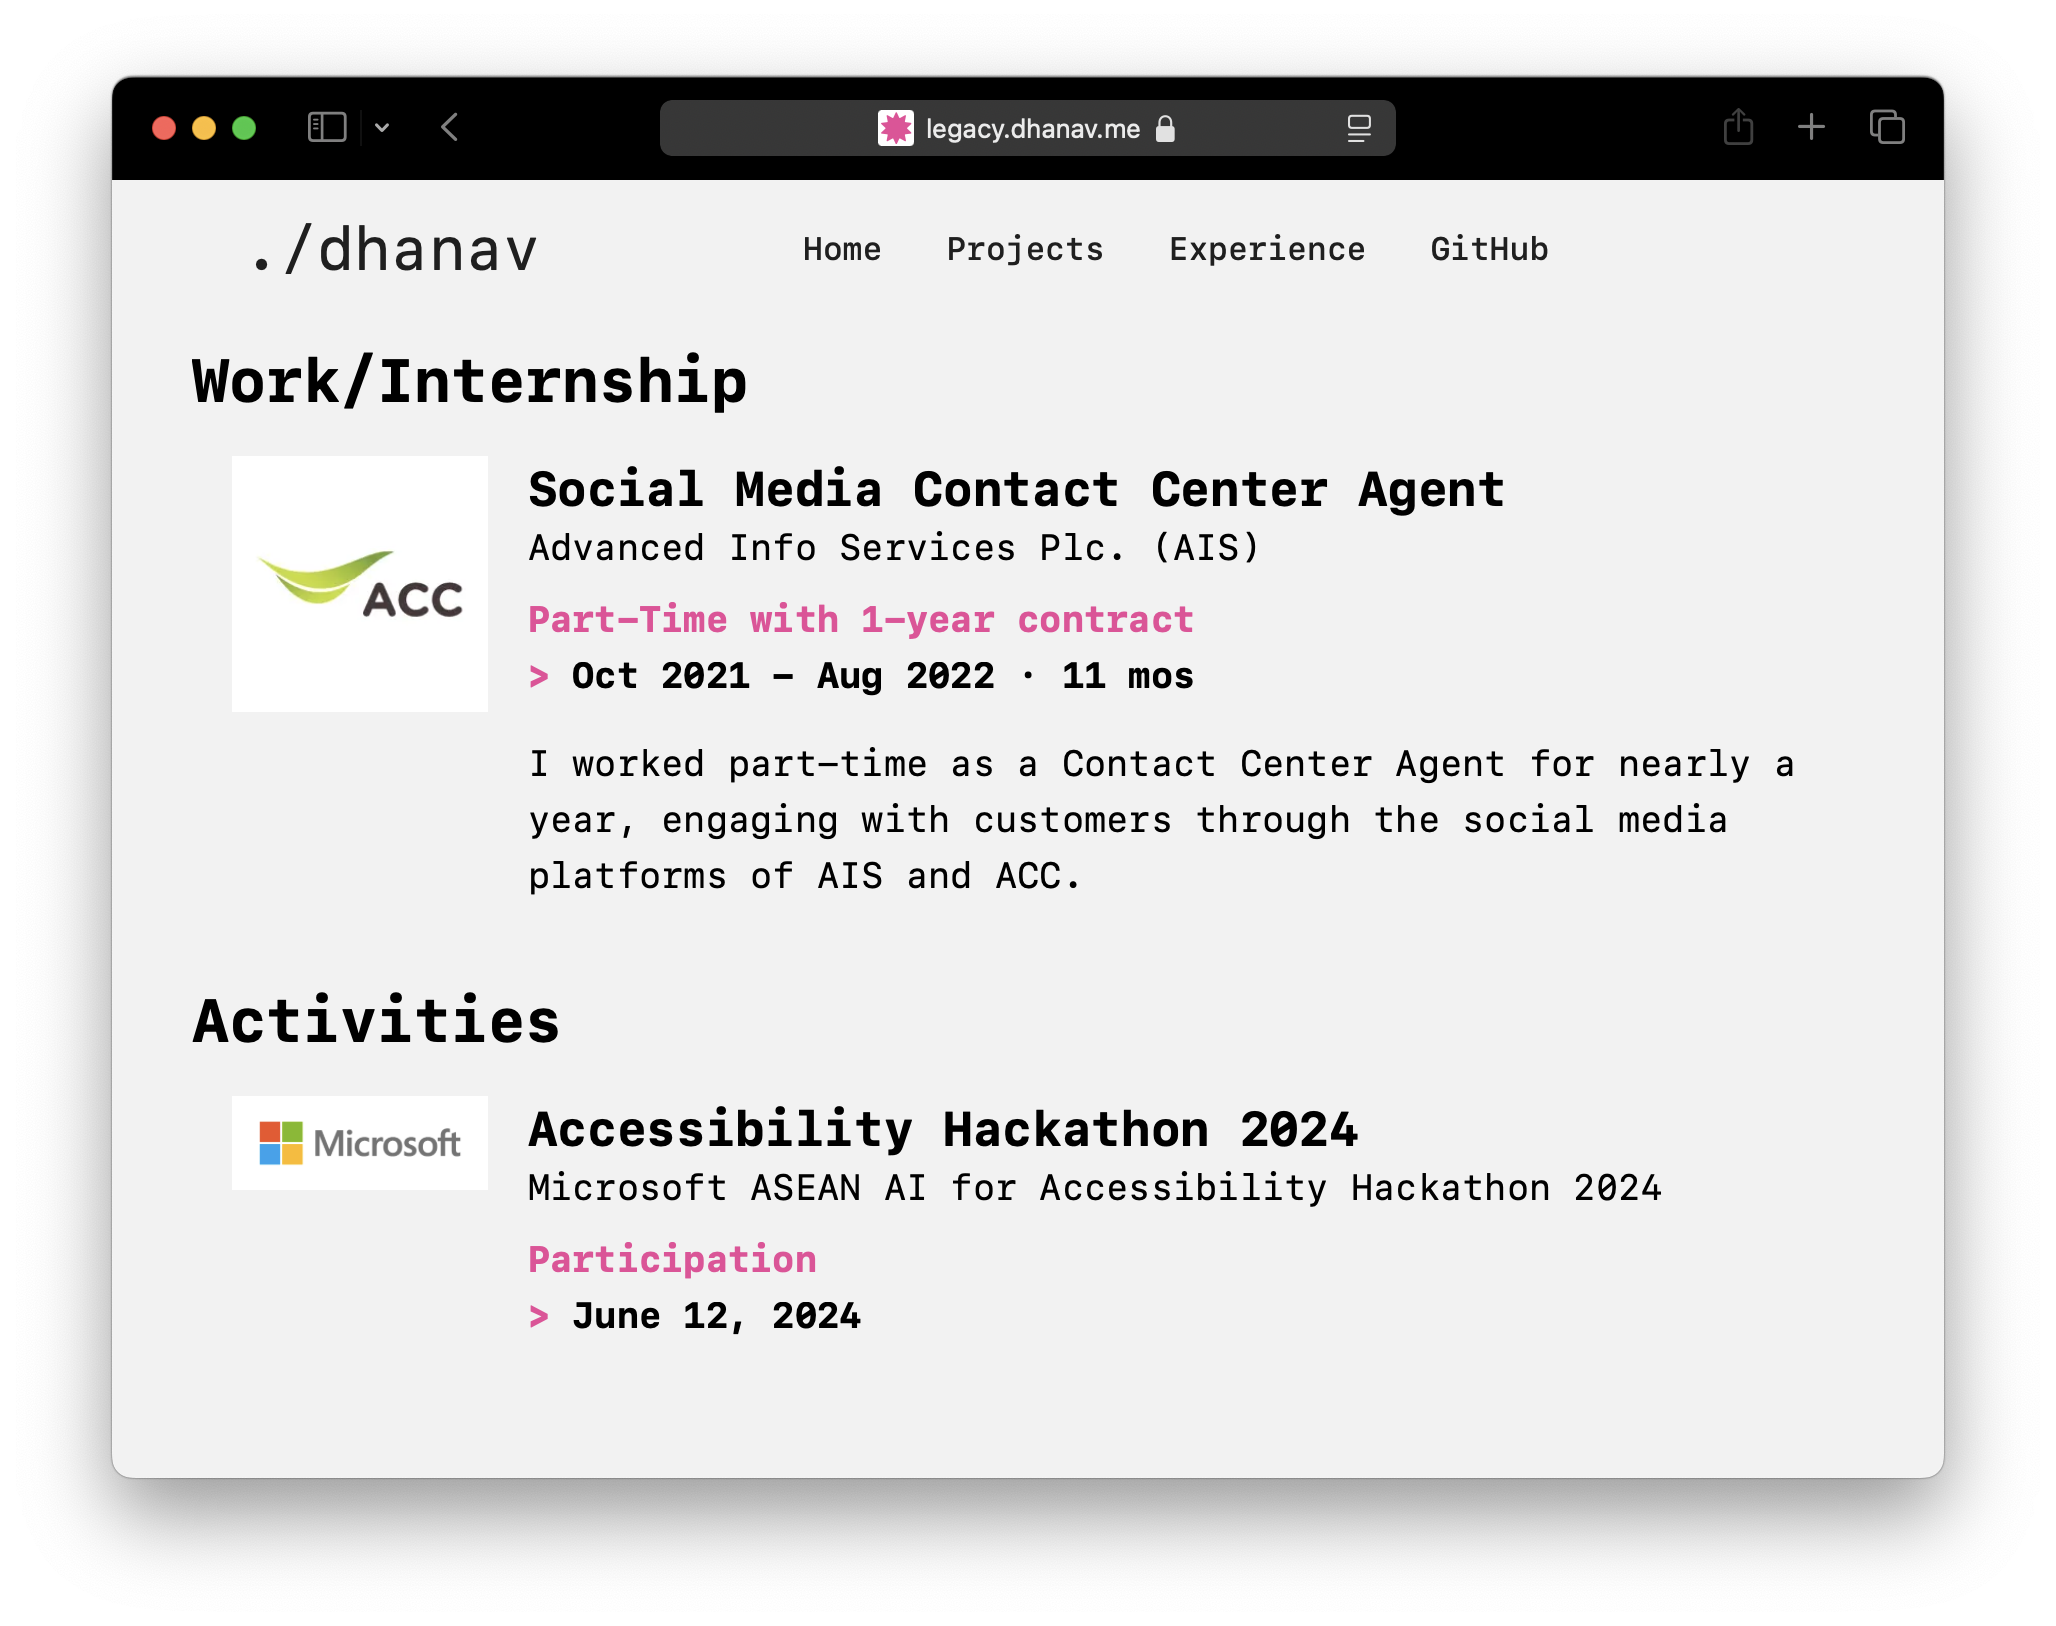 legacy.dhanav.me
./dhanav
Home Projects Experience GitHub
Work/Internship
ACC
Social Media Contact Center Agent
Advanced Info Services Plc. (AIS)
Part-Time with 1-year contract
> Oct 2021 - Aug 2022 · 11 mos
I worked part-time as a Contact Center Agent for nearly a
year, engaging with customers through the social media
platforms of AIS and ACC.
Activities
Microsoft
Accessibility Hackathon 2024
Microsoft ASEAN AI for Accessibility Hackathon 2024
Participation
> June 12, 2024